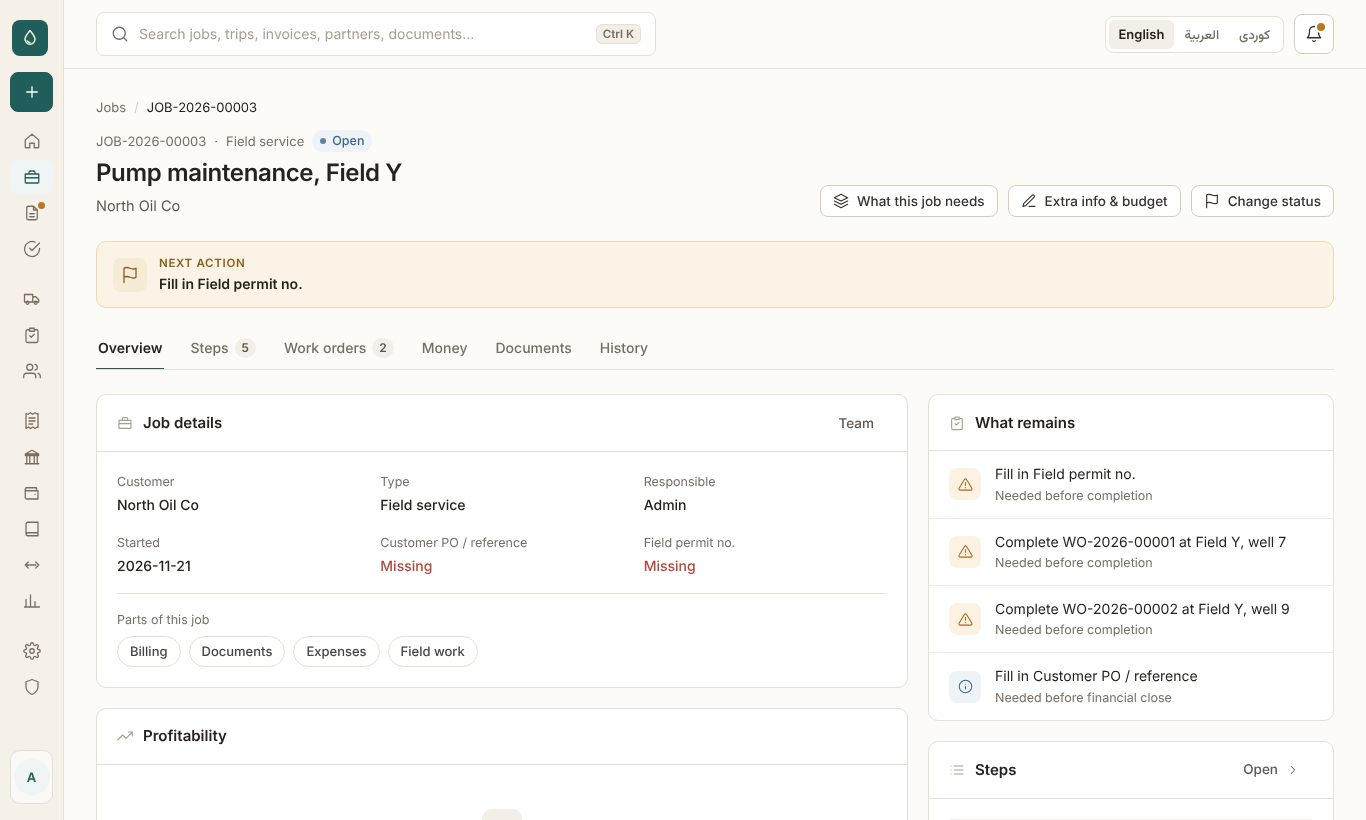 Search jobs, trips, invoices, partners, documents...
Ctrl K
English
العربية
کوردی
Jobs / JOB-2026-00003
JOB-2026-00003 · Field service
Open
Pump maintenance, Field Y
North Oil Co
What this job needs
Extra info & budget
Change status
NEXT ACTION
Fill in Field permit no.
Overview
Steps 5
Work orders 2
Money
Documents
History
Job details
Team
Customer
North Oil Co
Type
Field service
Responsible
Admin
Started
2026-11-21
Customer PO / reference
Missing
Field permit no.
Missing
Parts of this job
Billing
Documents
Expenses
Field work
Profitability
What remains
Fill in Field permit no.
Needed before completion
Complete WO-2026-00001 at Field Y, well 7
Needed before completion
Complete WO-2026-00002 at Field Y, well 9
Needed before completion
Fill in Customer PO / reference
Needed before financial close
Steps
Open
A